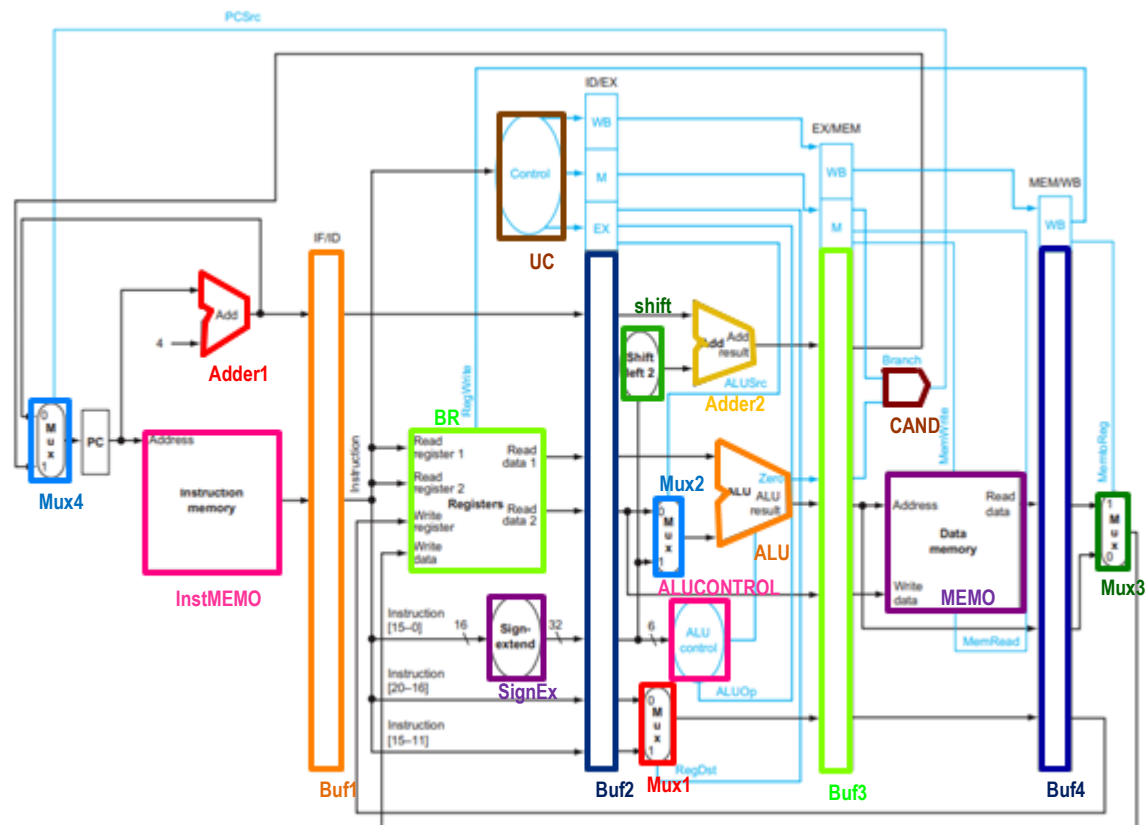 PCSrc
ID/EX
WB
EX/MEM
Control
M
WB
MEM/WB
EX
M
WB
IF/ID
UC
shift
Add
Add
Add
result
4
Shift
left 2
Adder1
Branch
ALUSrc
RegWrite
Adder2
CAND
BR
MemWrite
MemtoReg
0
M
u
x
1
PC
Address
Instruction
Read
register 1
Read
data 1
Zero
Mux4
Instruction
memory
Read
register 2
Registers
Mux2
ALU
ALU
result
Address
Read
data
Write
register
Read
data 2
0
M
u
x
1
1
M
u
x
0
Write
data
ALU
Data
memory
InstMEMO
ALUCONTROL
Write
data
MEMO
Mux3
Instruction
[15–0]
16
Sign-
extend
32
6
ALU
control
MemRead
Instruction
[20–16]
SignEx
ALUOp
0
M
u
x
1
Instruction
[15–11]
RegDst
Buf1
Buf2
Mux1
Buf3
Buf4